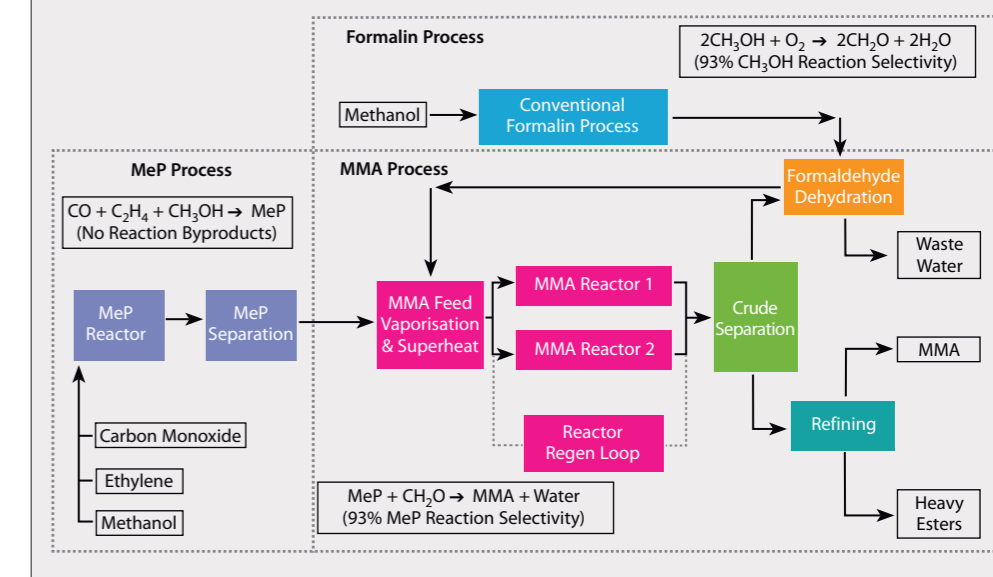 Formalin Process
2CH₃OH + O₂ → 2CH₂O + 2H₂O
(93% CH₃OH Reaction Selectivity)
Methanol
Conventional
Formalin Process
MeP Process
CO + C₂H₄ + CH₃OH → MeP
(No Reaction Byproducts)
MMA Process
Formaldehyde
Dehydration
Waste
Water
MeP
Reactor
MeP
Separation
MMA Feed
Vaporisation
& Superheat
MMA Reactor 1
MMA Reactor 2
Crude
Separation
MMA
Refining
Reactor
Regen Loop
Carbon Monoxide
Ethylene
Methanol
MeP + CH₂O → MMA + Water
(93% MeP Reaction Selectivity)
Heavy
Esters